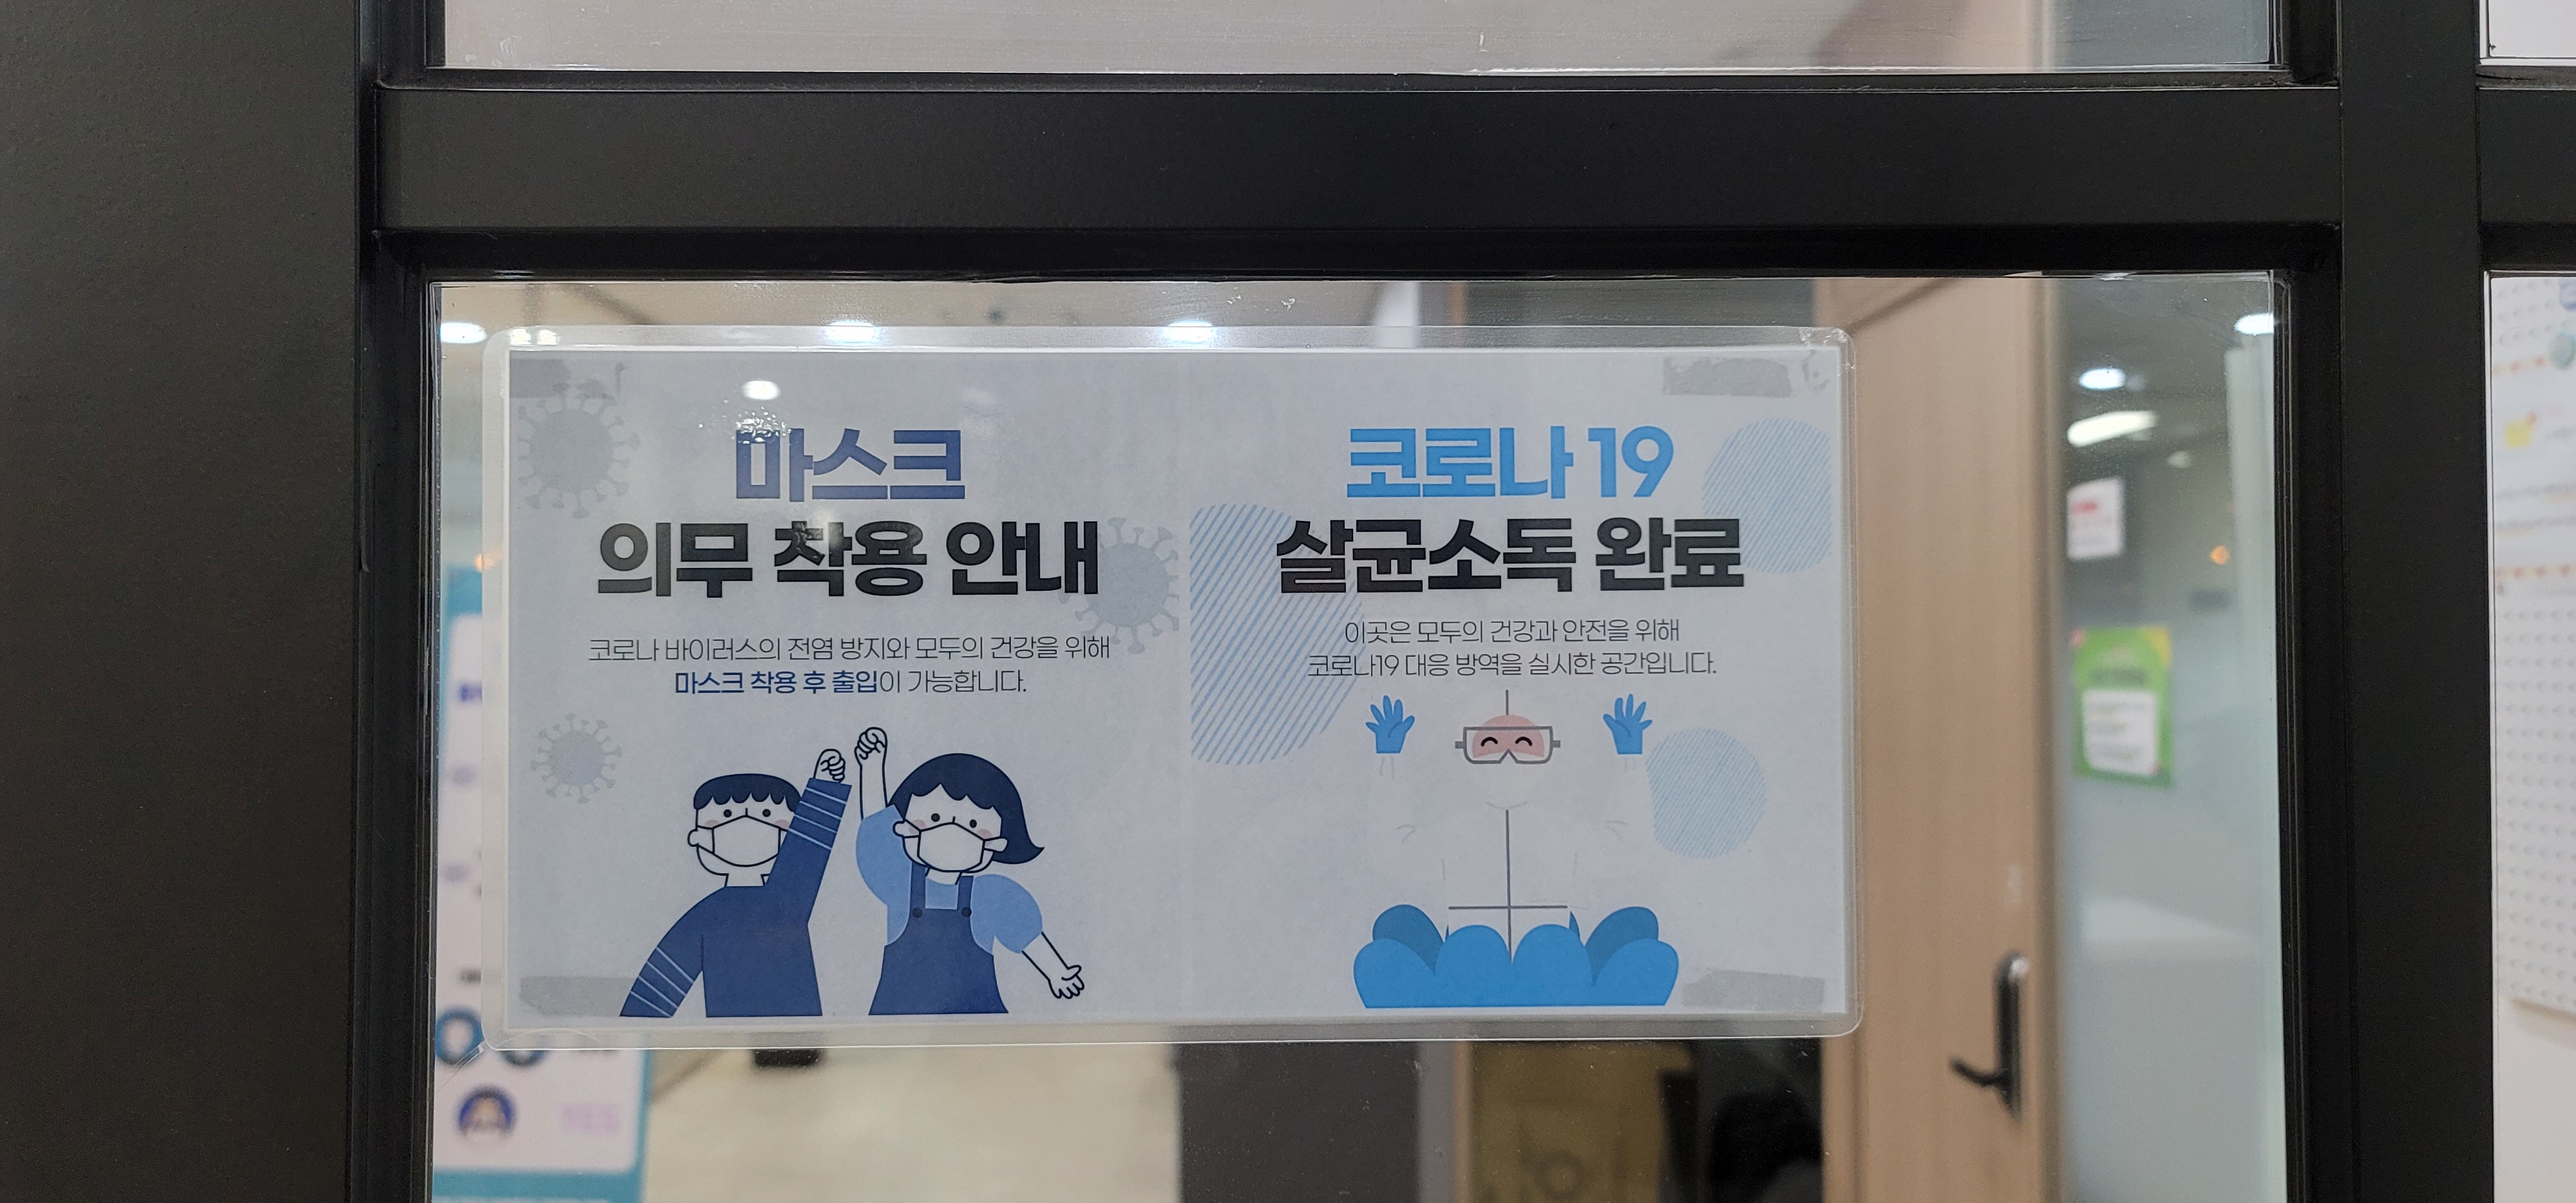 마스크
의무 착용 안내
코로나 바이러스의 전염 방지와 모두의 건강을 위해
마스크 착용 후 출입이 가능합니다.
코로나 19
살균소독 완료
이곳은 모두의 건강과 안전을 위해
코로나19 대응 방역을 실시한 공간입니다.
YES